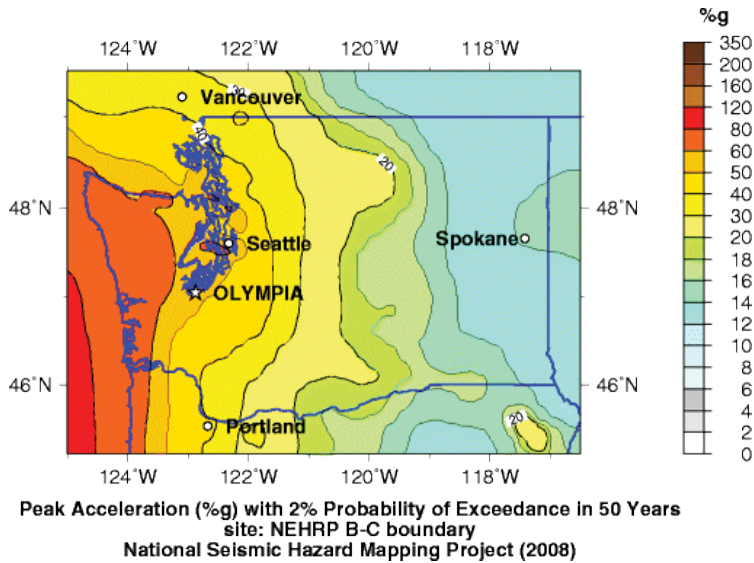 %g
124°W 122°W 120°W 118°W
350
200
160
120
80
60
50
40
30
20
18
16
14
12
10
8
6
4
2
0
30
Vancouver
40
20
48°N 48°N
Seattle
Spokane
OLYMPIA
46°N 46°N
20
Portland
124°W 122°W 120°W 118°W
Peak Acceleration (%g) with 2% Probability of Exceedance in 50 Years
site: NEHRP B-C boundary
National Seismic Hazard Mapping Project (2008)